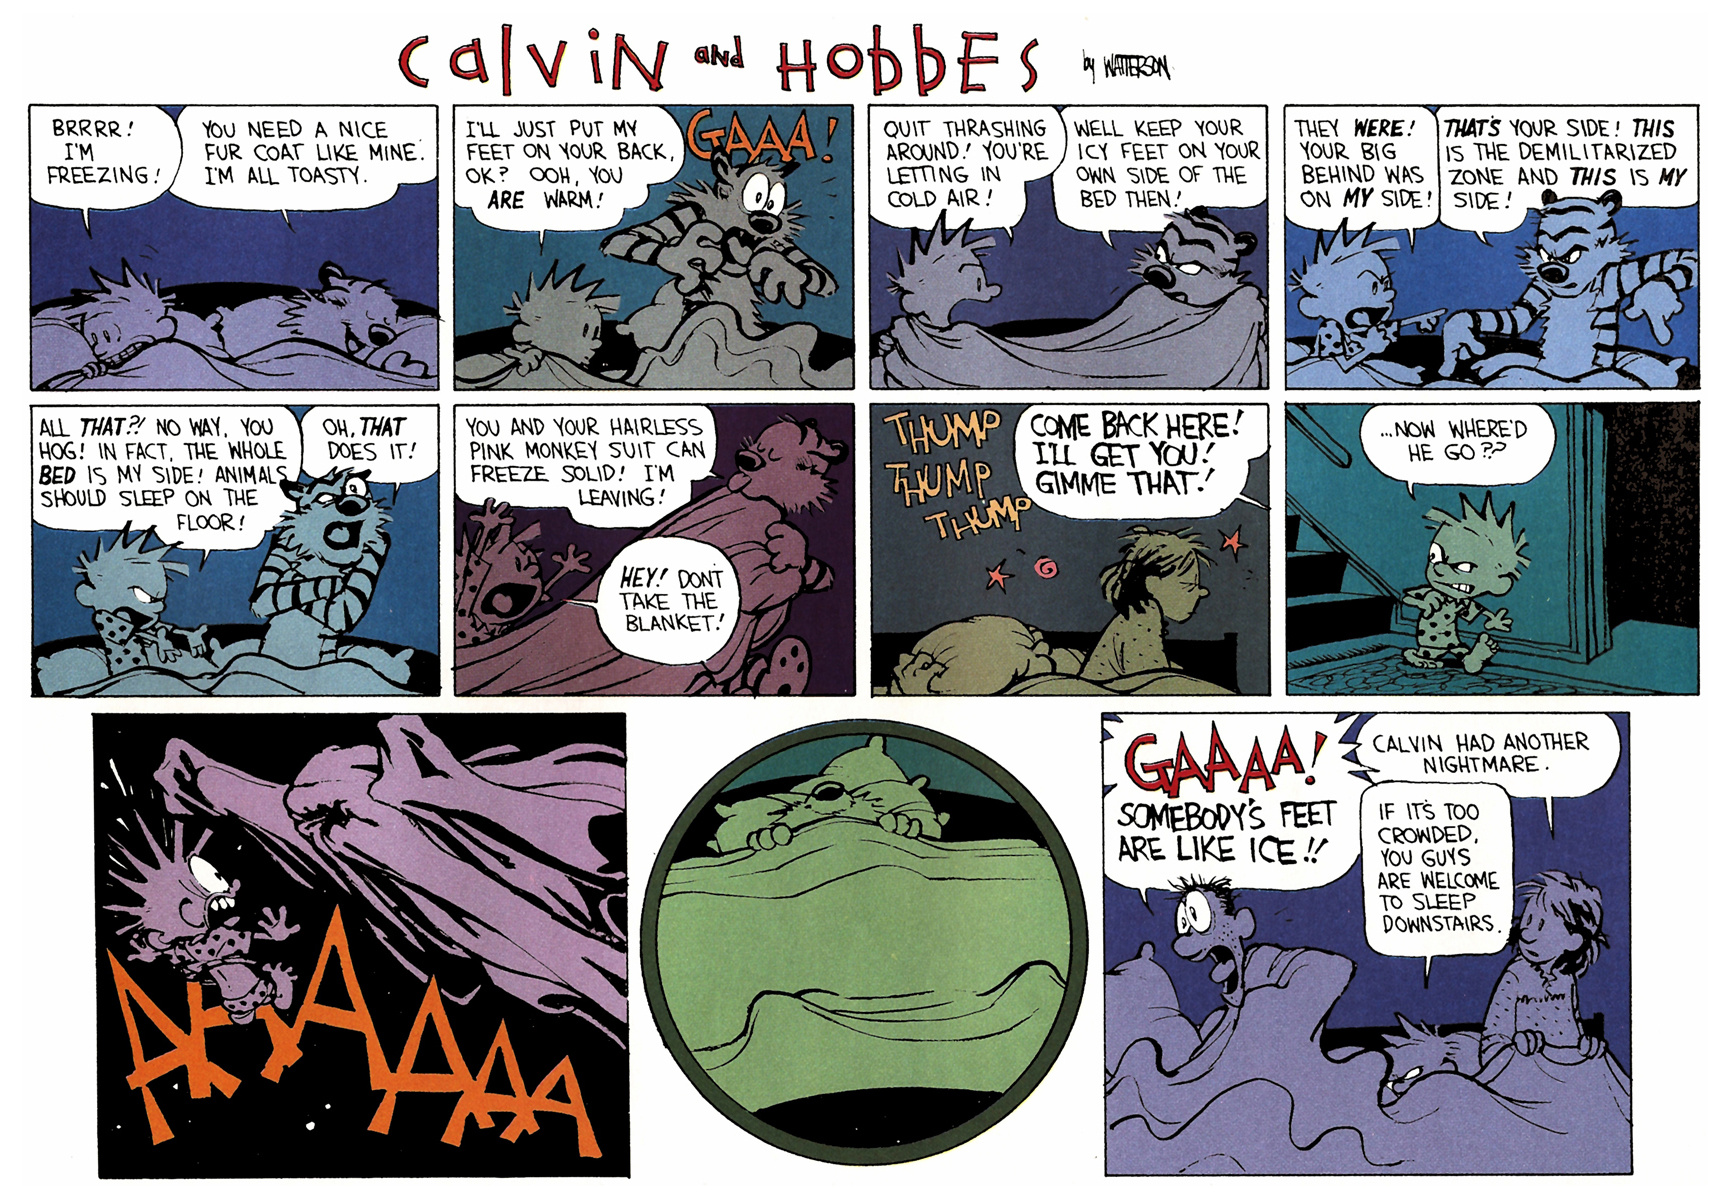 CALVIN AND HOBBES by WATTERSON
BRRRR!
I'M
FREEZING!
YOU NEED A NICE
FUR COAT LIKE MINE.
I'M ALL TOASTY.
I'LL JUST PUT MY
FEET ON YOUR BACK,
OK? OOH, YOU
ARE WARM!
GAAA!
QUIT THRASHING
AROUND! YOU'RE
LETTING IN
COLD AIR!
WELL KEEP YOUR
ICY FEET ON YOUR
OWN SIDE OF THE
BED THEN!
THEY WERE!
YOUR BIG
BEHIND WAS
ON MY SIDE!
THAT'S YOUR SIDE! THIS
IS THE DEMILITARIZED
ZONE AND THIS IS MY
SIDE!
ALL THAT?! NO WAY, YOU
HOG! IN FACT, THE WHOLE
BED IS MY SIDE! ANIMALS
SHOULD SLEEP ON THE
FLOOR!
OH, THAT
DOES IT!
YOU AND YOUR HAIRLESS
PINK MONKEY SUIT CAN
FREEZE SOLID! I'M
LEAVING!
HEY! DON'T
TAKE THE
BLANKET!
THUMP
THUMP
THUMP
COME BACK HERE!
I'LL GET YOU!
GIMME THAT!
...NOW WHERE'D
HE GO??
AAAAAAA
GAAAA!
SOMEBODY'S FEET
ARE LIKE ICE!!
CALVIN HAD ANOTHER
NIGHTMARE.
IF IT'S TOO
CROWDED,
YOU GUYS
ARE WELCOME
TO SLEEP
DOWNSTAIRS.